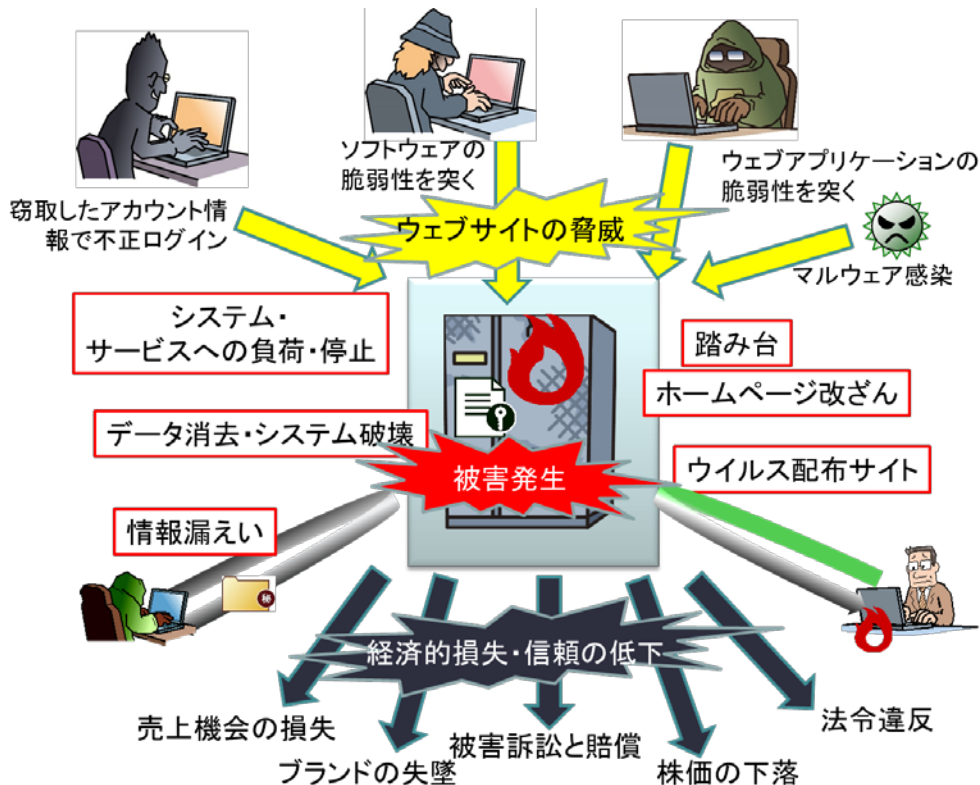 ソフトウェアの
脆弱性を突く
ウェブアプリケーションの
脆弱性を突く
窃取したアカウント情
報で不正ログイン
ウェブサイトの脅威
マルウェア感染
システム・
サービスへの負荷・停止
踏み台
ホームページ改ざん
データ消去・システム破壊
被害発生
ウイルス配布サイト
情報漏えい
秘
経済的損失・信頼の低下
売上機会の損失
ブランドの失墜
被害訴訟と賠償
株価の下落
法令違反